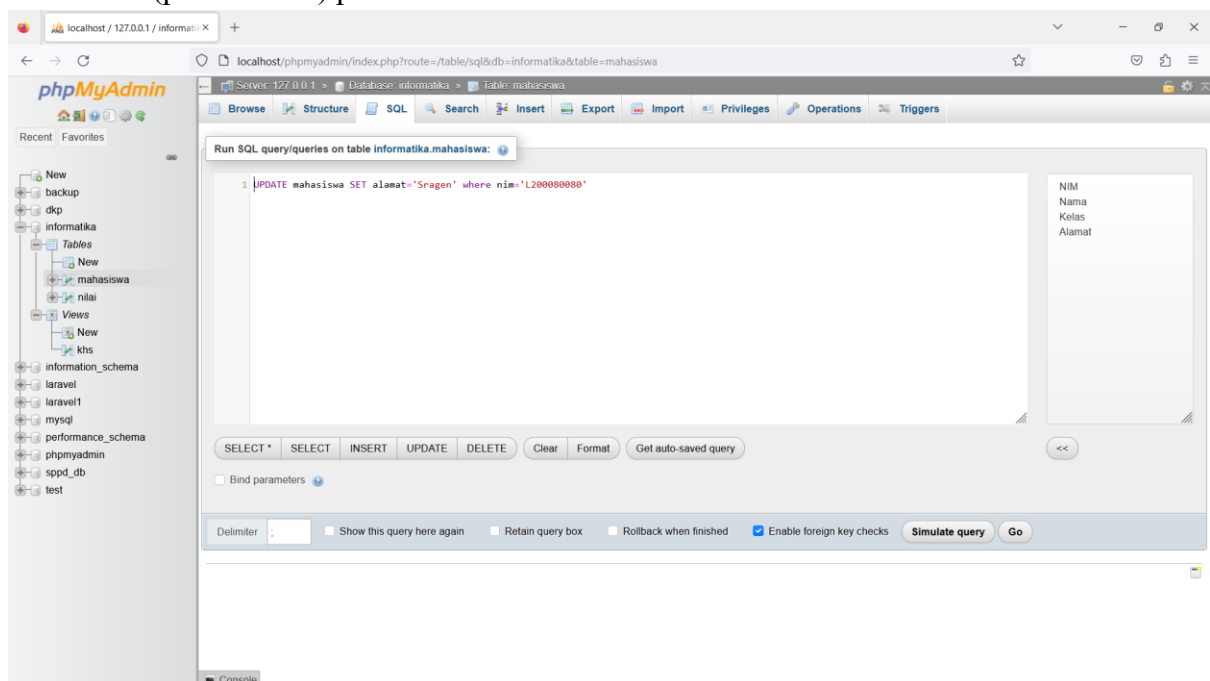 localhost / 127.0.0.1 / informati
localhost/phpmyadmin/index.php?route=/table/sql&db=informatika&table=mahasiswa
phpMyAdmin
Recent Favorites
New
backup
dkp
informatika
Tables
New
mahasiswa
nilai
Views
New
khs
information_schema
laravel
laravel1
mysql
performance_schema
phpmyadmin
sppd_db
test
Server: 127.0.0.1 » Database: informatika » Table: mahasiswa
Browse Structure SQL Search Insert Export Import Privileges Operations Triggers
Run SQL query/queries on table informatika.mahasiswa:
1 UPDATE mahasiswa SET alamat='Sragen' where nim='L200080080'
NIM
Nama
Kelas
Alamat
SELECT * SELECT INSERT UPDATE DELETE Clear Format Get auto-saved query <<
Bind parameters
Delimiter ; Show this query here again Retain query box Rollback when finished Enable foreign key checks Simulate query Go
Console